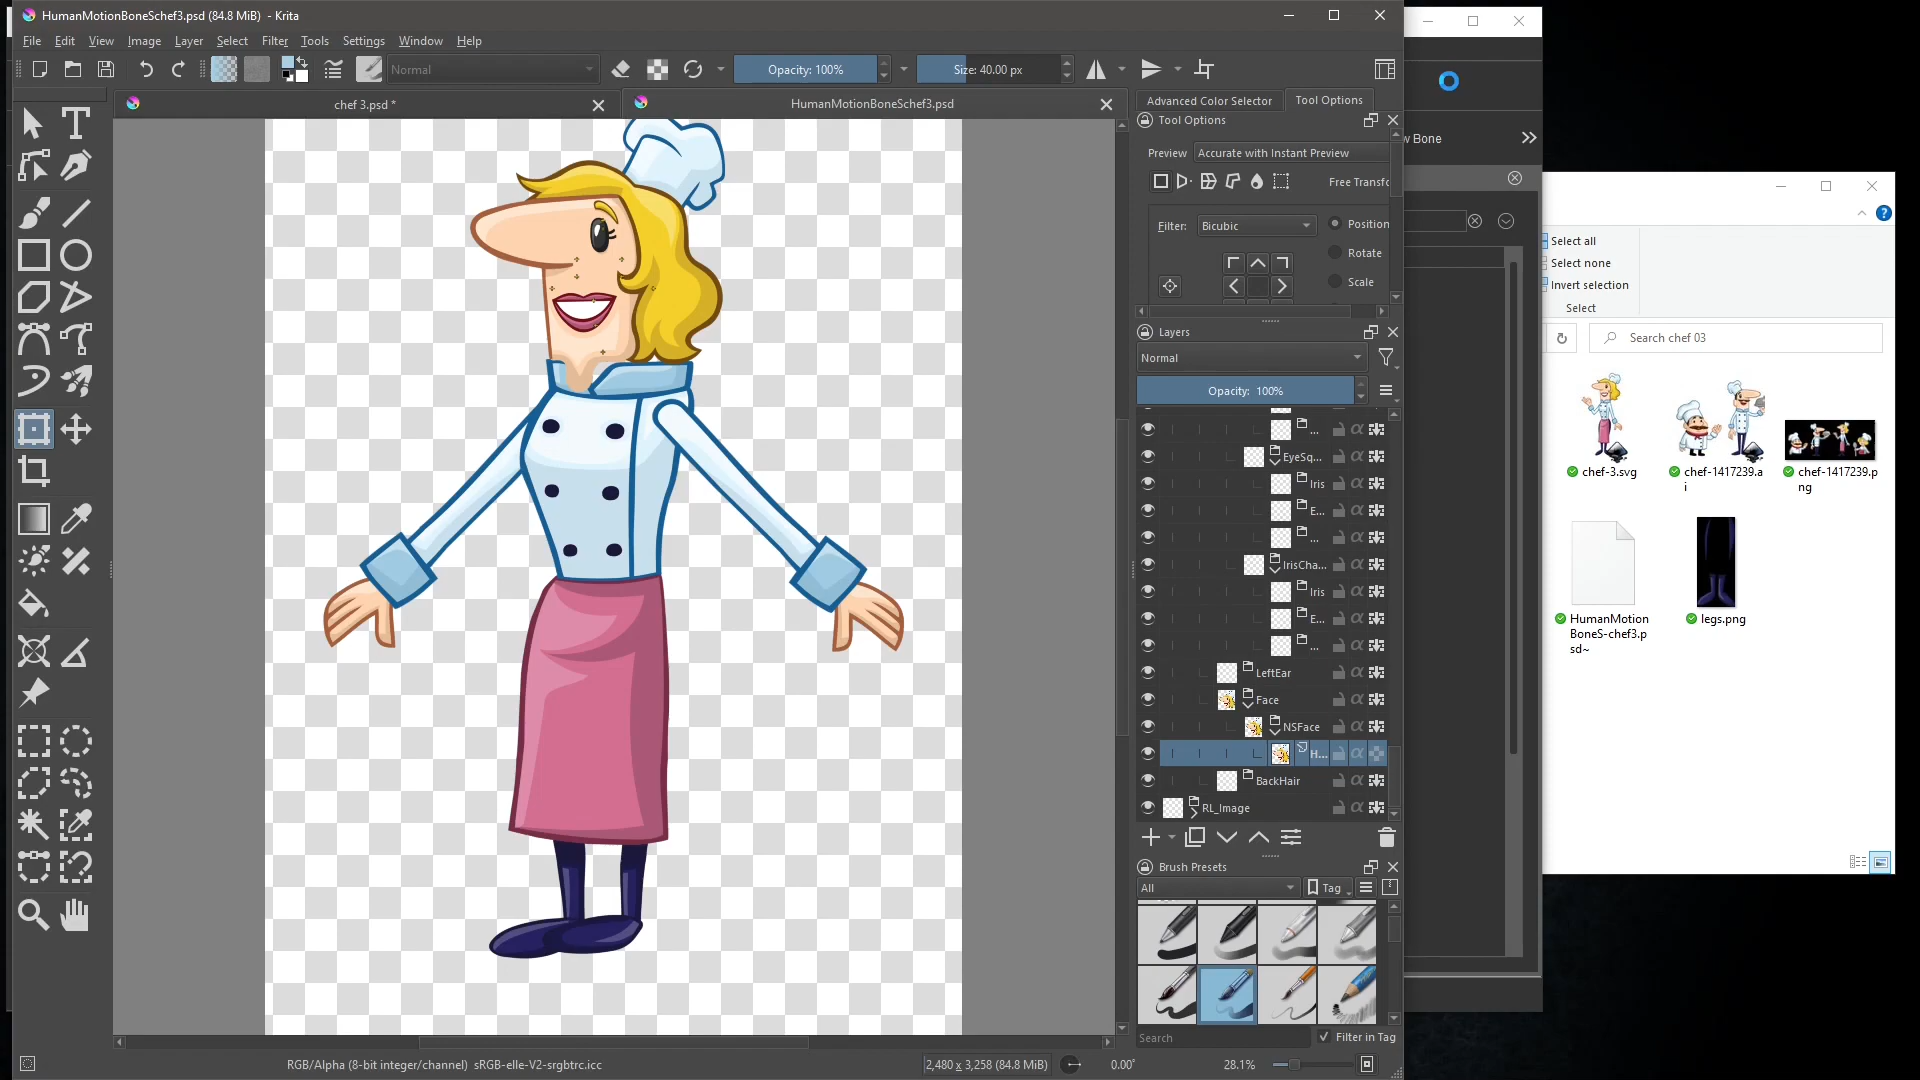 HumanMotionBoneSchef3.psd (84.8 MiB) - Krita
File Edit View Image Layer Select Filter Tools Settings Window Help
Normal
Opacity: 100%
Size: 40.00 px
chef 3.psd *
HumanMotionBoneSchef3.psd
Advanced Color Selector
Tool Options
Tool Options
Preview
Accurate with Instant Preview
Free Transfo
Filter:
Bicubic
Position
Rotate
Scale
Layers
Normal
Opacity: 100%
...
EyeSq...
Iris
E...
...
IrisCha...
Iris
E...
...
LeftEar
Face
NSFace
H...
BackHair
RL_Image
Brush Presets
All
Tag
Search
Filter in Tag
RGB/Alpha (8-bit integer/channel) sRGB-elle-V2-srgbtrc.icc
2,480 x 3,258 (84.8 MiB)
0.00°
28.1%
w Bone
Select all
Select none
Invert selection
Select
Search chef 03
chef-3.svg
chef-1417239.a
i
chef-1417239.p
ng
HumanMotion
BoneS-chef3.p
sd~
legs.png